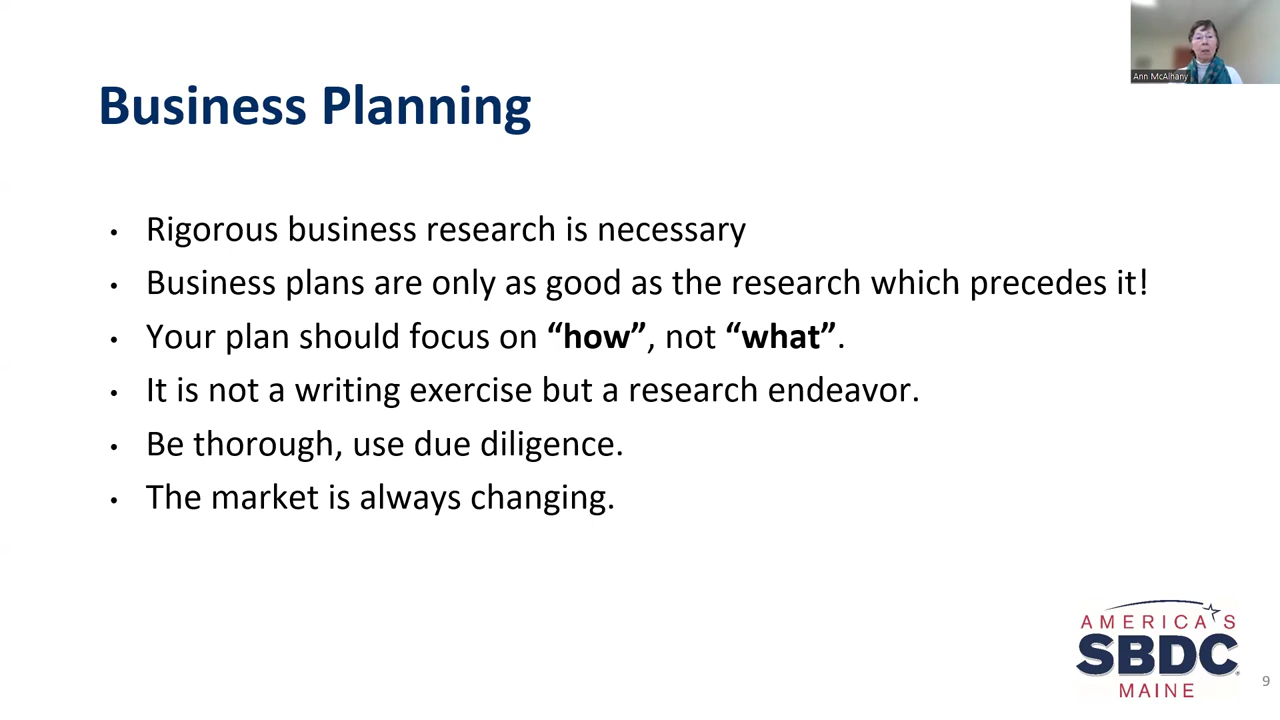 Ann McAlhany
Business Planning
• Rigorous business research is necessary
• Business plans are only as good as the research which precedes it!
• Your plan should focus on “how”, not “what”.
• It is not a writing exercise but a research endeavor.
• Be thorough, use due diligence.
• The market is always changing.
AMERICA'S
SBDC®
MAINE
9